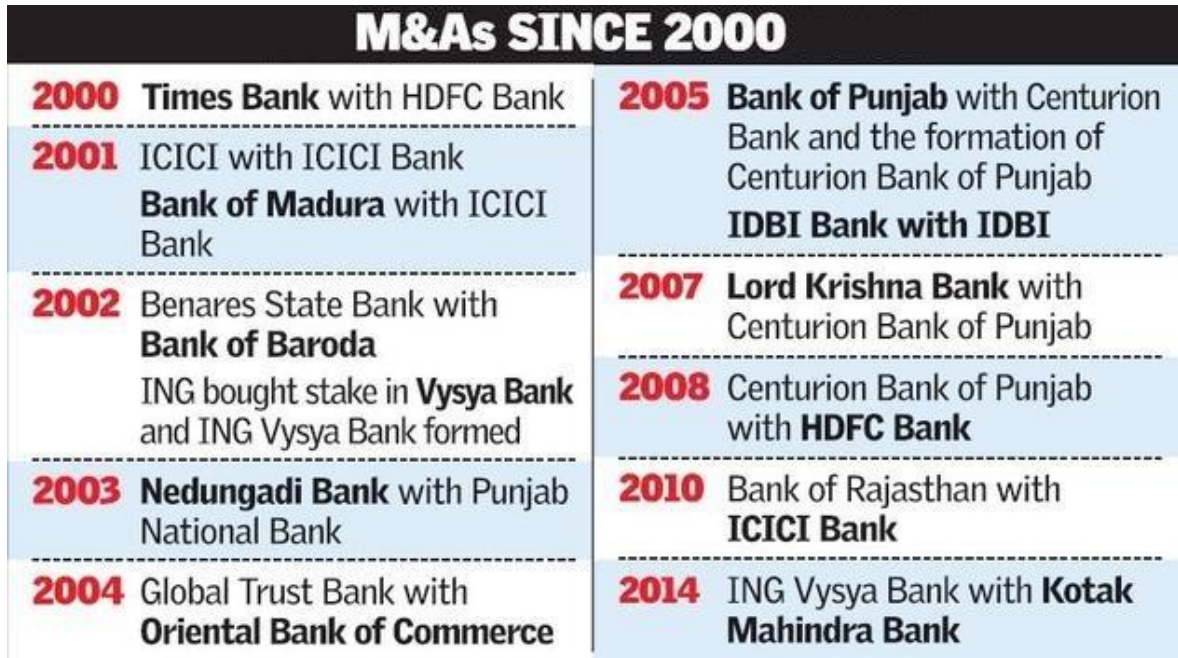 M&As SINCE 2000
2000 Times Bank with HDFC Bank
2001 ICICI with ICICI Bank
Bank of Madura with ICICI
Bank
2002 Benares State Bank with
Bank of Baroda
ING bought stake in Vysya Bank
and ING Vysya Bank formed
2003 Nedungadi Bank with Punjab
National Bank
2004 Global Trust Bank with
Oriental Bank of Commerce
2005 Bank of Punjab with Centurion
Bank and the formation of
Centurion Bank of Punjab
IDBI Bank with IDBI
2007 Lord Krishna Bank with
Centurion Bank of Punjab
2008 Centurion Bank of Punjab
with HDFC Bank
2010 Bank of Rajasthan with
ICICI Bank
2014 ING Vysya Bank with Kotak
Mahindra Bank